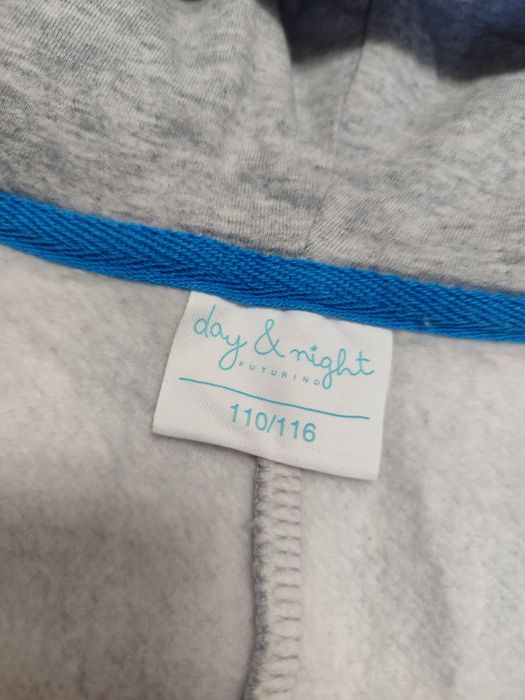 day & night
FUTURINO
110/116